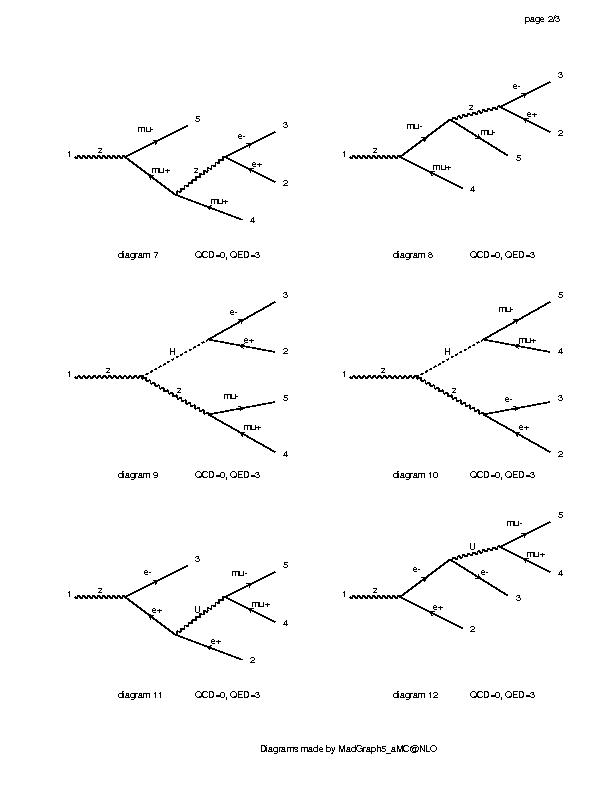 page 2/3
1
z
mu-
5
mu+
z
e-
3
e+
2
mu+
4
diagram 7 QCD=0, QED=3
1
z
mu-
z
e-
3
e+
2
mu-
5
mu+
4
diagram 8 QCD=0, QED=3
1
z
H
e-
3
e+
2
z
mu-
5
mu+
4
diagram 9 QCD=0, QED=3
1
z
H
mu-
5
mu+
4
z
e-
3
e+
2
diagram 10 QCD=0, QED=3
1
z
e-
3
e+
U
mu-
5
mu+
4
e+
2
diagram 11 QCD=0, QED=3
1
z
e-
U
mu-
5
mu+
4
e-
3
e+
2
diagram 12 QCD=0, QED=3
Diagrams made by MadGraph5_aMC@NLO